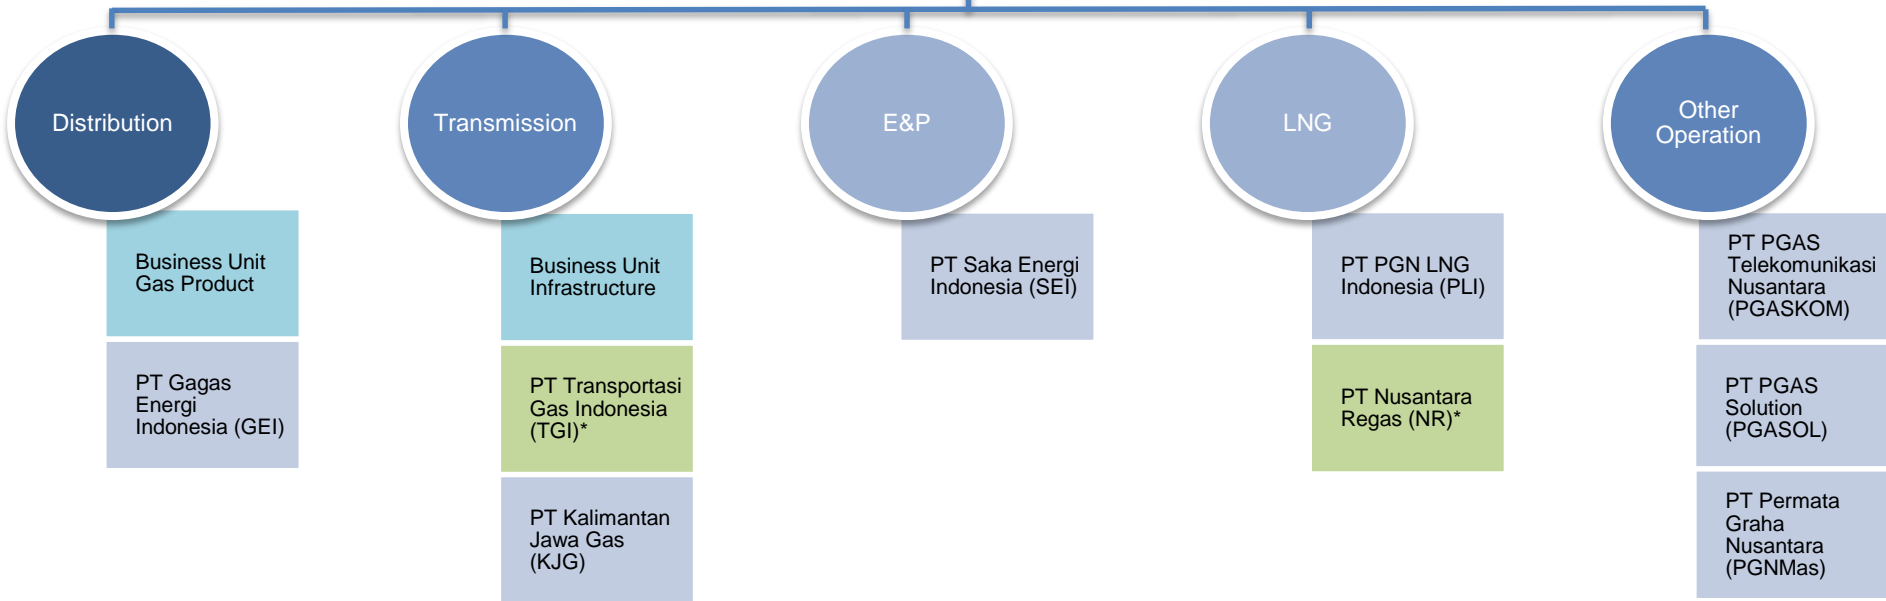 Distribution
Transmission
E&P
LNG
Other
Operation
Business Unit
Gas Product
PT Gagas
Energi
Indonesia (GEI)
Business Unit
Infrastructure
PT Transportasi
Gas Indonesia
(TGI)*
PT Kalimantan
Jawa Gas
(KJG)
PT Saka Energi
Indonesia (SEI)
PT PGN LNG
Indonesia (PLI)
PT Nusantara
Regas (NR)*
PT PGAS
Telekomunikasi
Nusantara
(PGASKOM)
PT PGAS
Solution
(PGASOL)
PT Permata
Graha
Nusantara
(PGNMas)